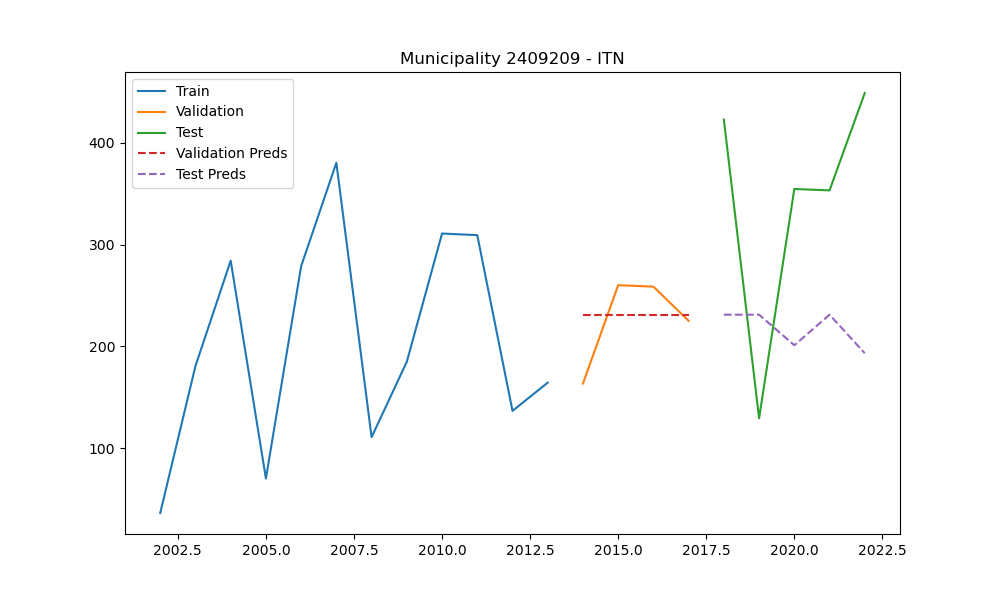 Municipality 2409209 - ITN
Train
Validation
Test
Validation Preds
Test Preds
400
300
200
100
2002.5 2005.0 2007.5 2010.0 2012.5 2015.0 2017.5 2020.0 2022.5